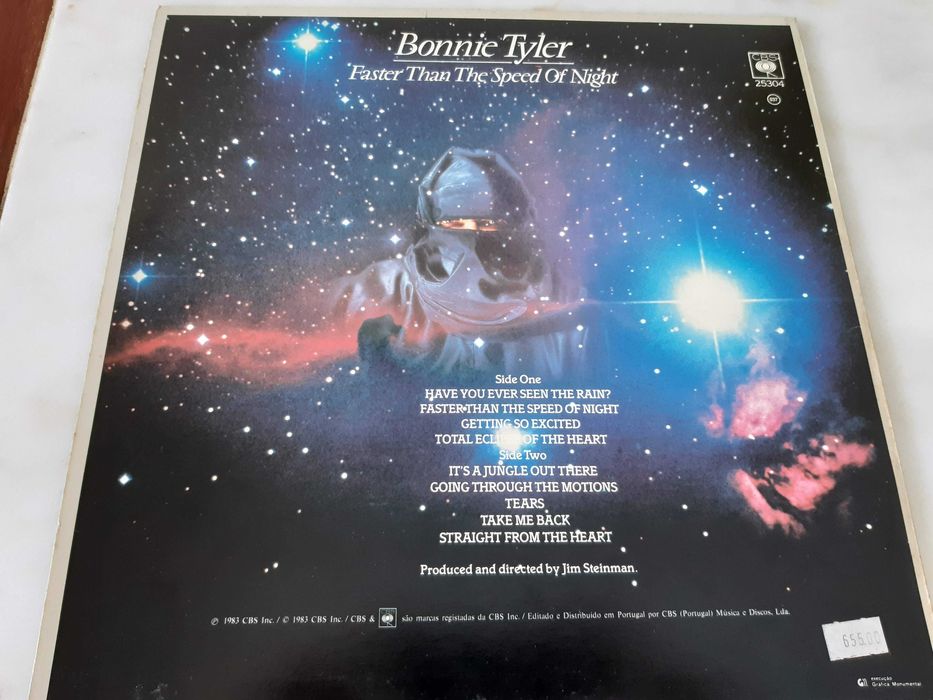 Bonnie Tyler
Faster Than The Speed Of Night
CBS
25304
Side One
HAVE YOU EVER SEEN THE RAIN?
FASTER THAN THE SPEED OF NIGHT
GETTING SO EXCITED
TOTAL ECLIPSE OF THE HEART
Side Two
IT'S A JUNGLE OUT THERE
GOING THROUGH THE MOTIONS
TEARS
TAKE ME BACK
STRAIGHT FROM THE HEART
Produced and directed by Jim Steinman.
℗ 1983 CBS Inc. / © 1983 CBS Inc. / CBS & são marcas registadas da CBS Inc. / Editado e Distribuido em Portugal por CBS (Portugal) Música e Discos, Lda.
655.00
execução
Gráfica Monumental